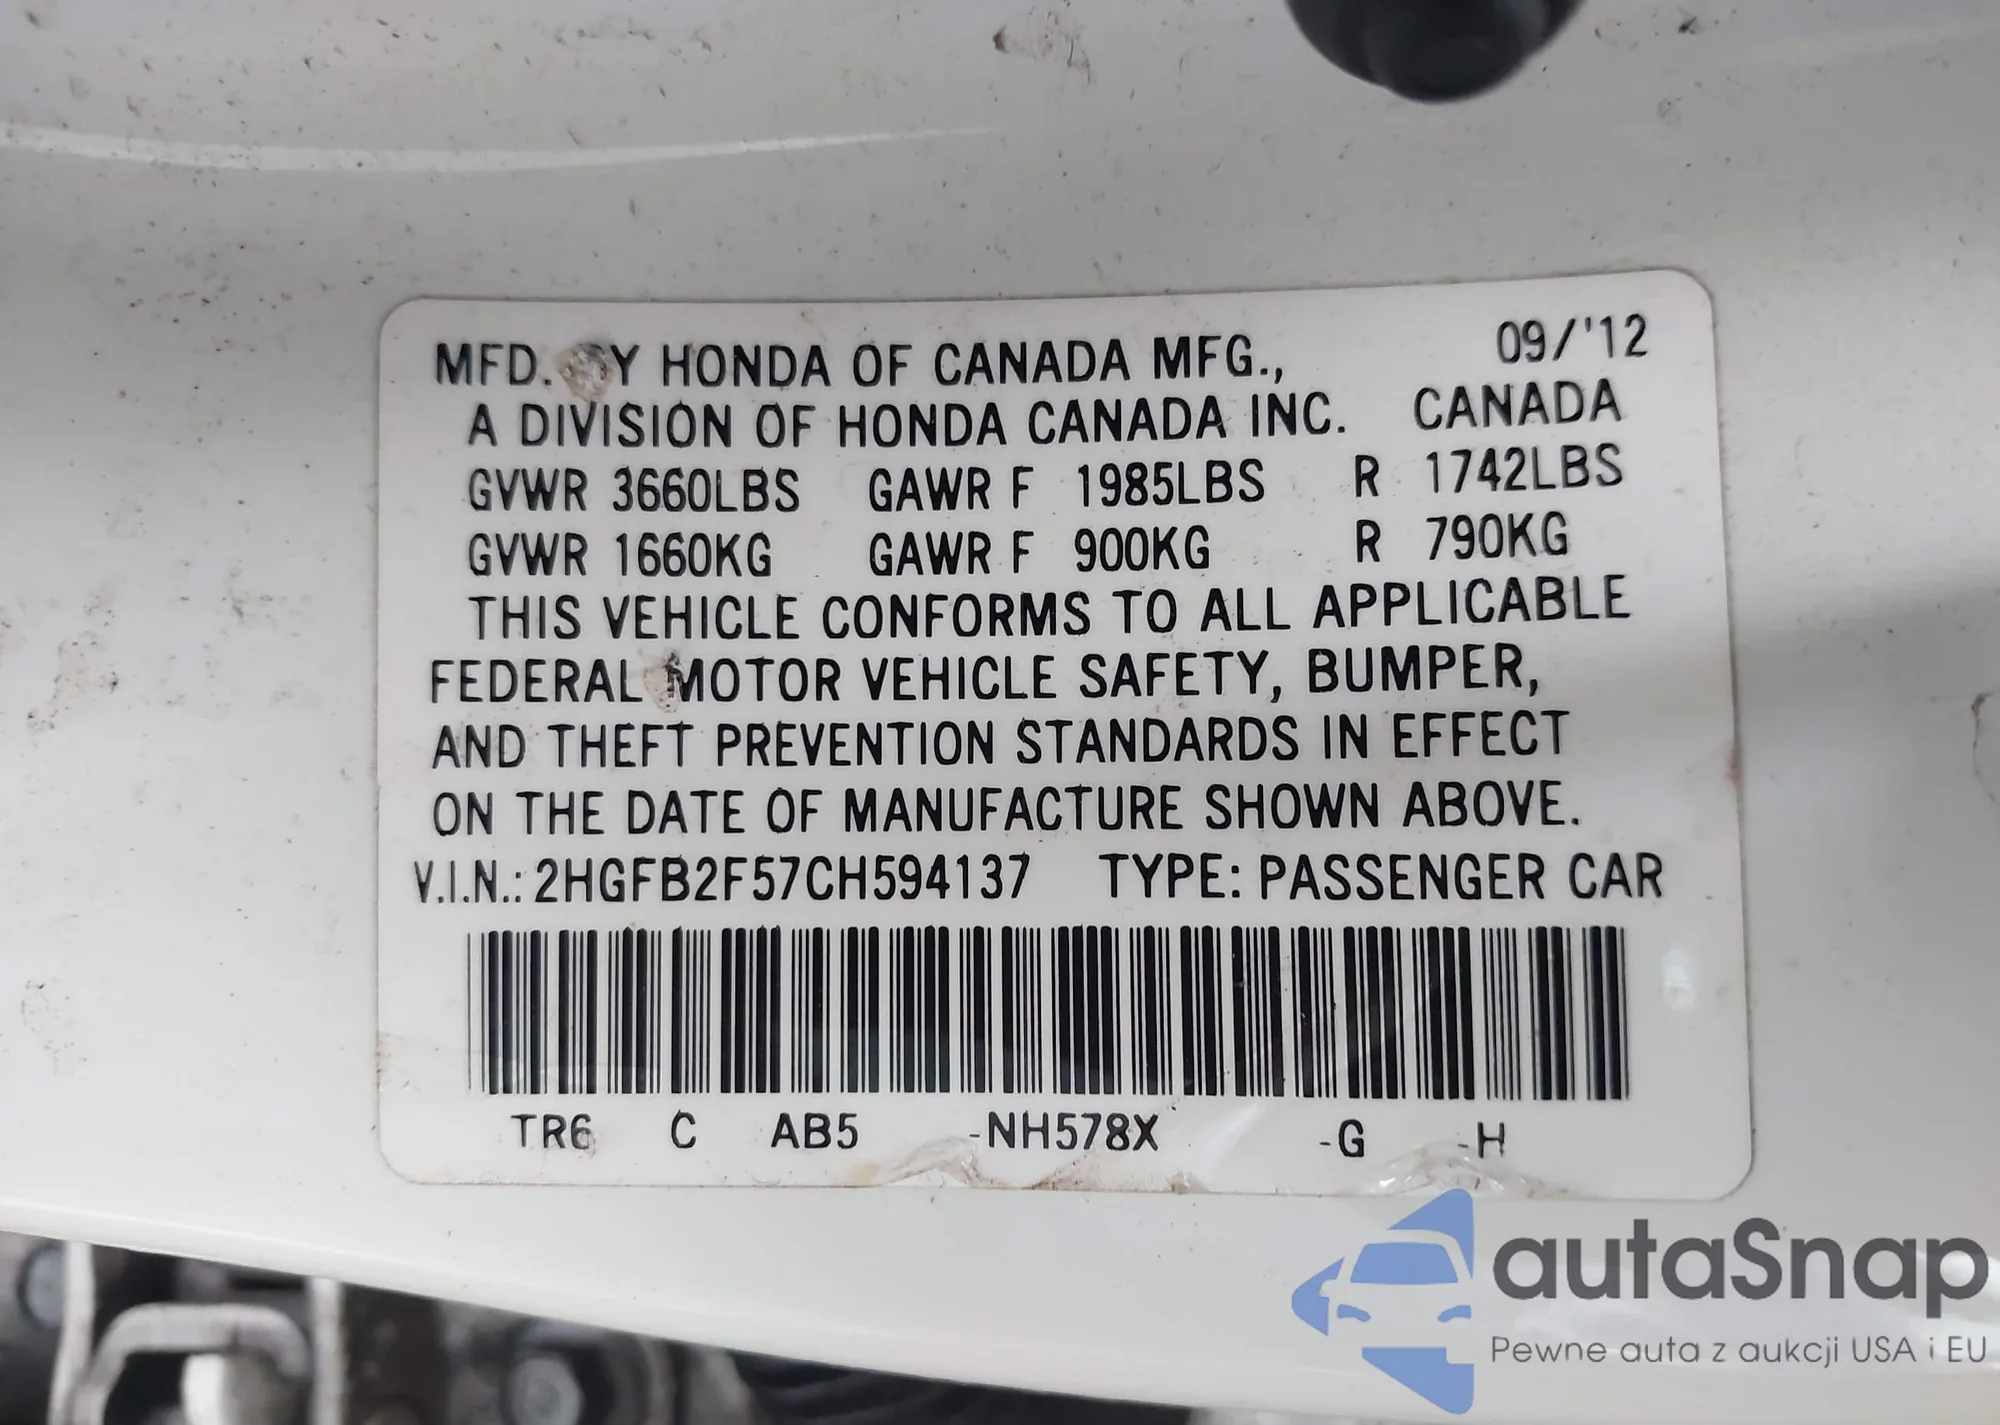 09/'12
MFD. BY HONDA OF CANADA MFG.,
A DIVISION OF HONDA CANADA INC. CANADA
GVWR 3660LBS GAWR F 1985LBS R 1742LBS
GVWR 1660KG GAWR F 900KG R 790KG
THIS VEHICLE CONFORMS TO ALL APPLICABLE
FEDERAL MOTOR VEHICLE SAFETY, BUMPER,
AND THEFT PREVENTION STANDARDS IN EFFECT
ON THE DATE OF MANUFACTURE SHOWN ABOVE.
V.I.N.: 2HGFB2F57CH594137 TYPE: PASSENGER CAR
TR6 C AB5 -NH578X -G -H
autaSnap
Pewne auta z aukcji USA i EU